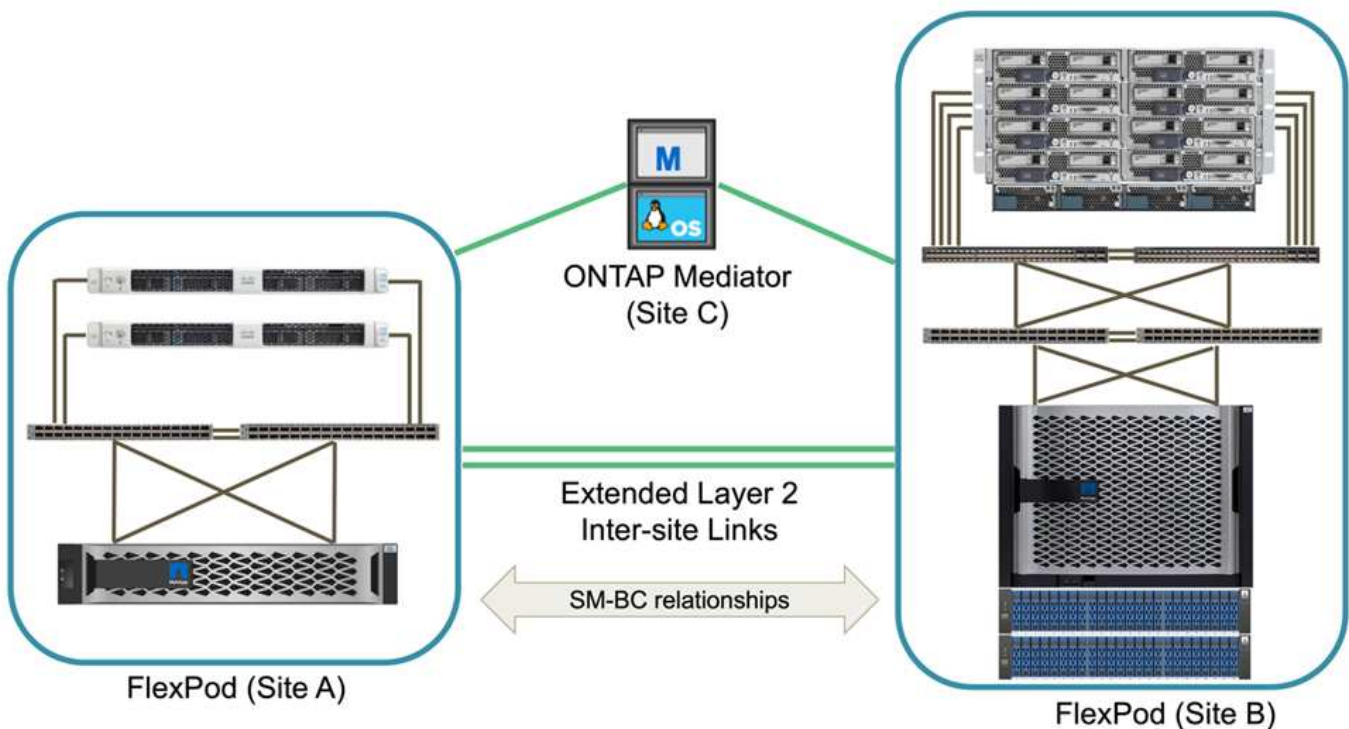 M
OS
ONTAP Mediator
(Site C)
Extended Layer 2
Inter-site Links
SM-BC relationships
FlexPod (Site A)
FlexPod (Site B)